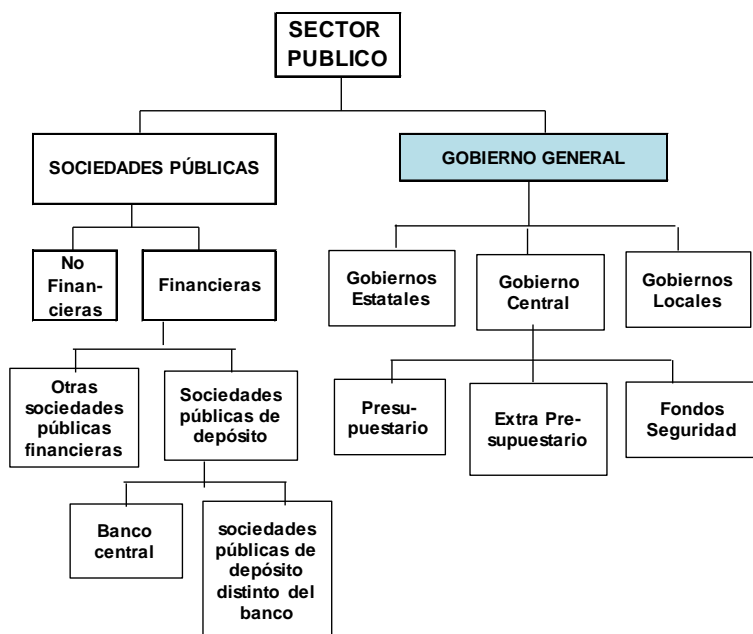 SECTOR
PUBLICO
SOCIEDADES PÚBLICAS
GOBIERNO GENERAL
No
Finan-
cieras
Financieras
Gobiernos
Estatales
Gobierno
Central
Gobiernos
Locales
Otras
sociedades
públicas
financieras
Sociedades
públicas de
depósito
Presu-
puestario
Extra Pre-
supuestario
Fondos
Seguridad
Banco
central
sociedades
públicas de
depósito
distinto del
banco